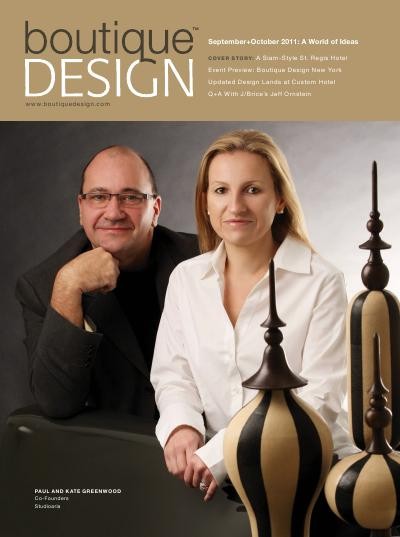 boutique™
DESIGN
www.boutiquedesign.com
September+October 2011: A World of Ideas
COVER STORY: A Siam-Style St. Regis Hotel
Event Preview: Boutique Design New York
Updated Design Lands at Custom Hotel
Q+A With J/Brice's Jeff Ornstein
PAUL AND KATE GREENWOOD
Co-Founders
Studioaria